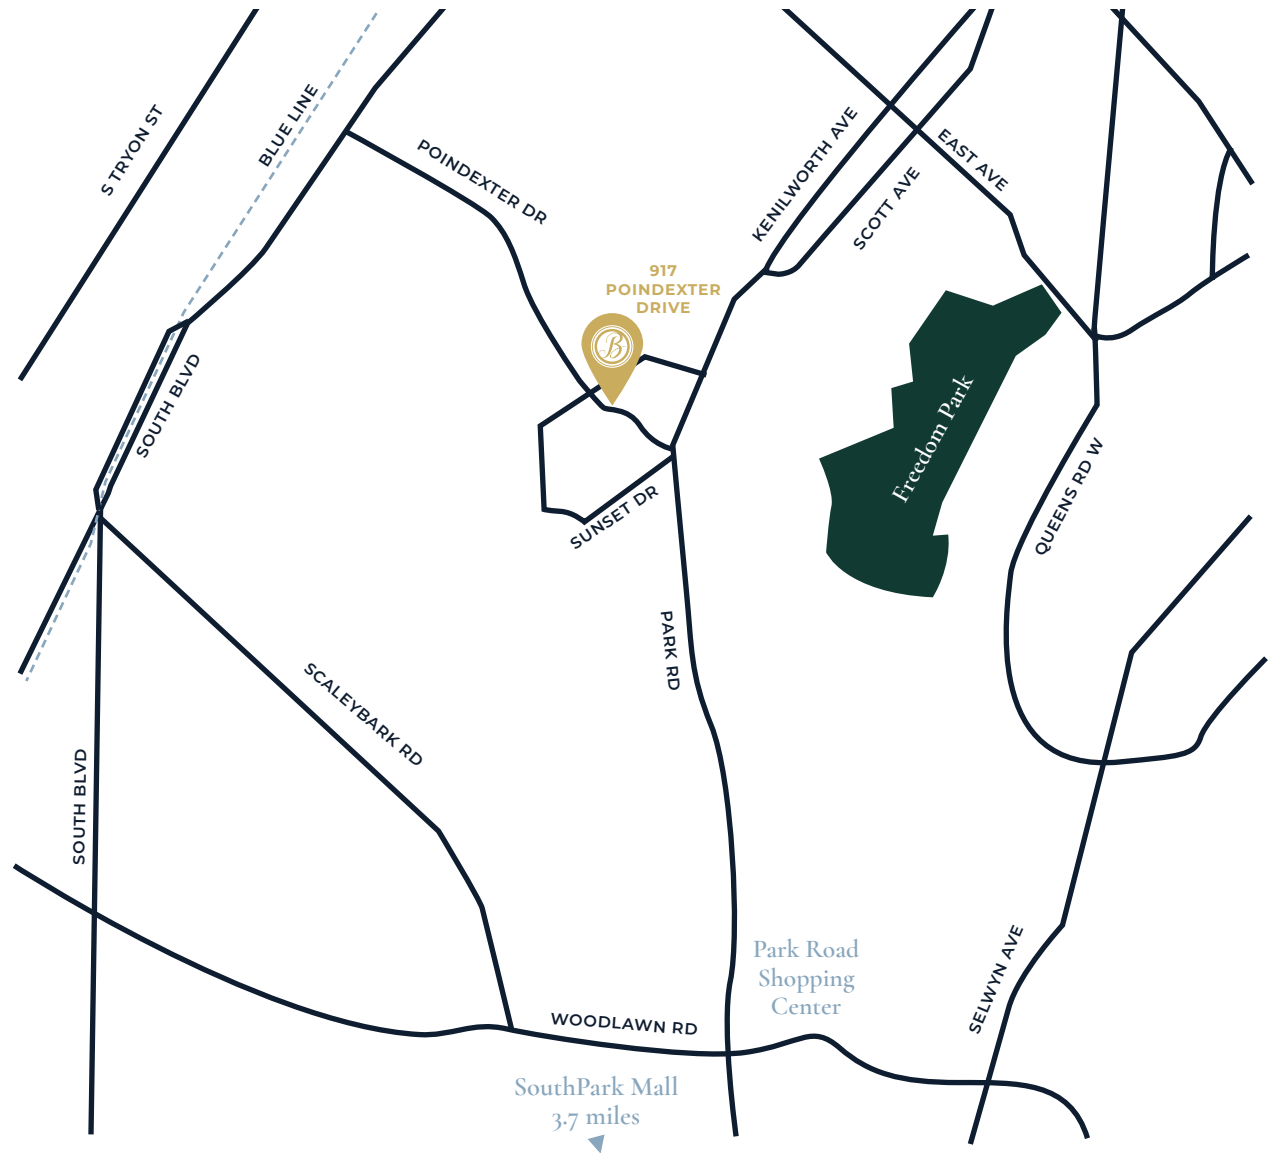 S TRYON ST
BLUE LINE
POINDEXTER DR
KENILWORTH AVE
SCOTT AVE
EAST AVE
917
POINDEXTER
DRIVE
B
SOUTH BLVD
Freedom Park
QUEENS RD W
SUNSET DR
PARK RD
SCALEYBARK RD
SOUTH BLVD
SELWYN AVE
Park Road
Shopping
Center
WOODLAWN RD
SouthPark Mall
3.7 miles